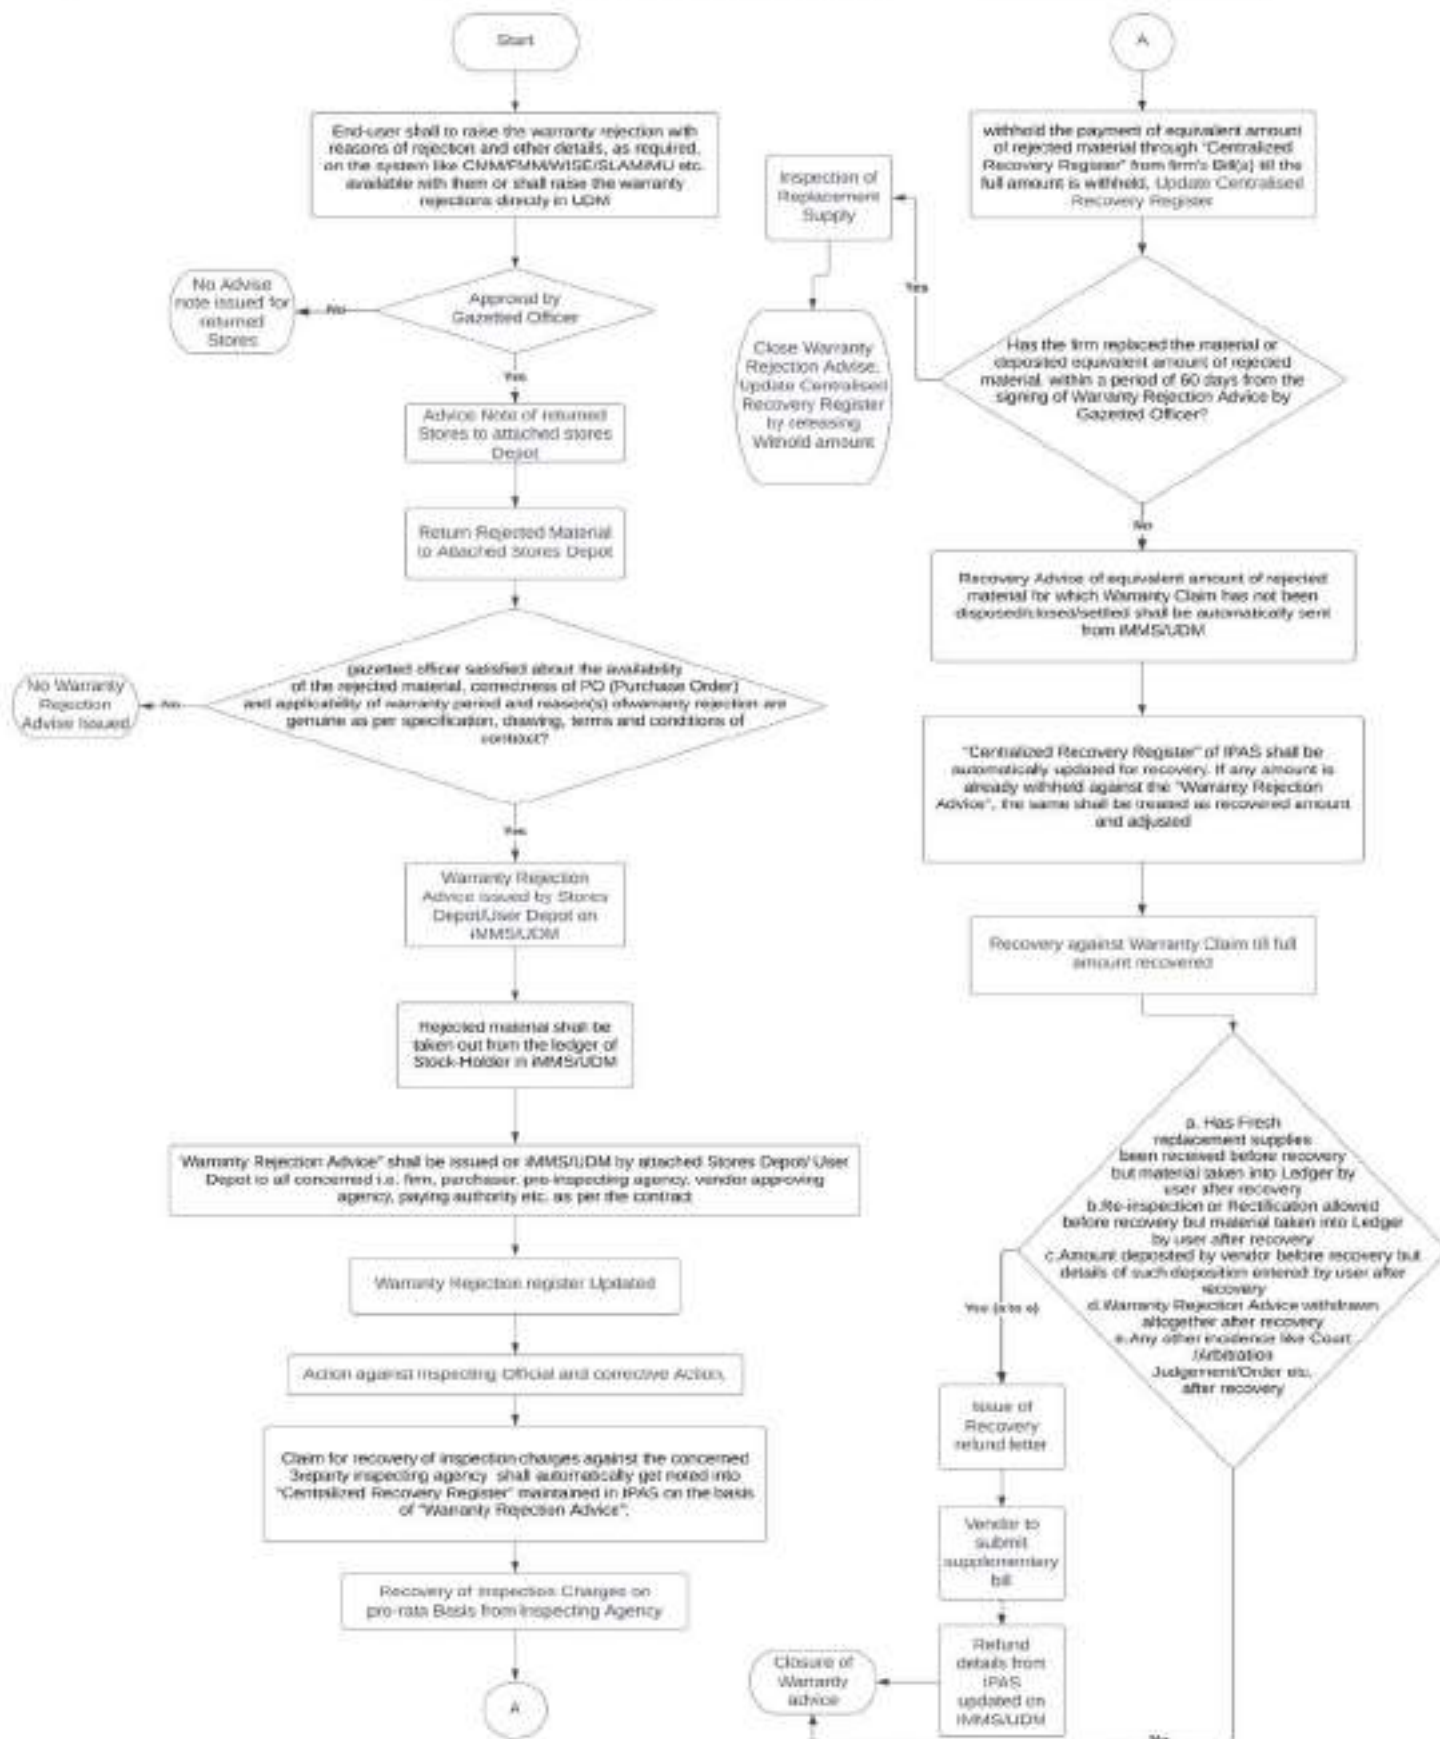 Start
End-user shall to raise the warranty rejection with
reasons of rejection and other details, as required,
on the system like CMM/FMM/WISE/SLAM/MU etc.
available with them or shall raise the warranty
rejections directly in UDM
Approval by
Gazetted Officer
No
No Advise
note issued for
returned
Stores
Yes
Advice Note of returned
Stores to attached stores
Depot
Return Rejected Material
to Attached Stores Depot
gazetted officer satisfied about the availability
of the rejected material, correctness of PO (Purchase Order)
and applicability of warranty period and reason(s) ofwarranty rejection are
genuine as per specification, drawing, terms and conditions of
contract?
No
No Warranty
Rejection
Advise Issued
Yes
Warranty Rejection
Advice issued by Stores
Depot/User Depot on
iMMS/UDM
Rejected material shall be
taken out from the ledger of
Stock-Holder in iMMS/UDM
Warranty Rejection Advice" shall be issued on iMMS/UDM by attached Stores Depot/ User
Depot to all concerned i.e. firm, purchaser, pre-inspecting agency, vendor approving
agency, paying authority etc. as per the contract
Warranty Rejection register Updated
Action against Inspecting Official and corrective Action.
Claim for recovery of inspection charges against the concerned
3reparty inspecting agency shall automatically get noted into
"Centralized Recovery Register" maintained in IPAS on the basis
of "Warranty Rejection Advice".
Recovery of Inspection Charges on
pro-rata Basis from Inspecting Agency
A
A
withhold the payment of equivalent amount
of rejected material through "Centralized
Recovery Register" from firm's Bill(s) till the
full amount is withheld, Update Centralised
Recovery Register
Has the firm replaced the material or
deposited equivalent amount of rejected
material, within a period of 60 days from the
signing of Warranty Rejection Advice by
Gazetted Officer?
Yes
Inspection of
Replacement
Supply
Close Warranty
Rejection Advise.
Update Centralised
Recovery Register
by releasing
Withold amount
No
Recovery Advice of equivalent amount of rejected
material for which Warranty Claim has not been
disposed/closed/settled shall be automatically sent
from iMMS/UDM
"Centralized Recovery Register" of IPAS shall be
automatically updated for recovery. If any amount is
already withheld against the "Warranty Rejection
Advice", the same shall be treated as recovered amount
and adjusted
Recovery against Warranty Claim till full
amount recovered
a. Has Fresh
replacement supplies
been received before recovery
but material taken into Ledger by
user after recovery
b.Re-inspection or Rectification allowed
before recovery but material taken into Ledger
by user after recovery
c.Amount deposited by vendor before recovery but
details of such deposition entered by user after
recovery
d.Warranty Rejection Advice withdrawn
altogether after recovery
e.Any other incidence like Court
/Arbitration
Judgement/Order etc.
after recovery
Yes (a to e)
Issue of
Recovery
refund letter
Vendor to
submit
supplementary
bill
Refund
details from
IPAS
updated on
iMMS/UDM
Closure of
Warranty
advice